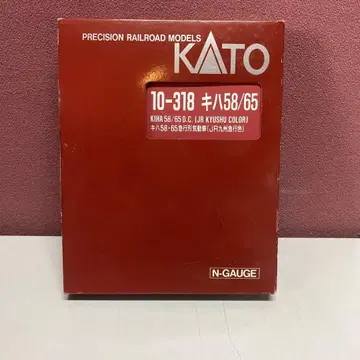 PRECISION RAILROAD MODELS
KATO
10-318 キハ58/65
KIHA 58/65 D.C. (JR KYUSHU COLOR)
キハ58・65急行形気動車(JR九州急行色)
N-GAUGE